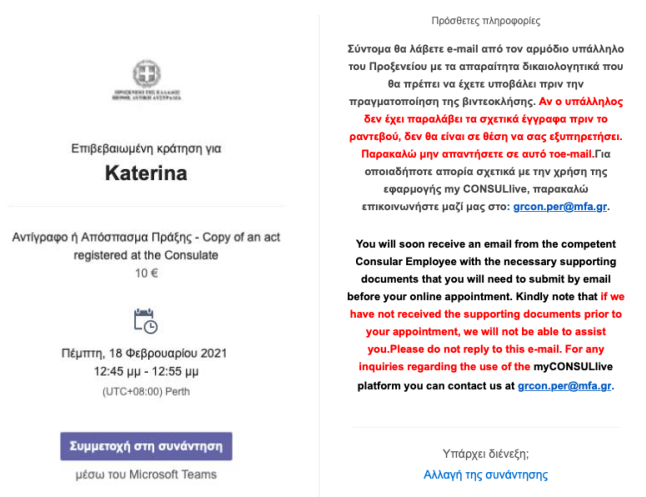 ΠΡΟΞΕΝΕΙΟ ΤΗΣ ΕΛΛΑΔΟΣ
ΠΕΡΘΗ, ΔΥΤΙΚΗ ΑΥΣΤΡΑΛΙΑ
Επιβεβαιωμένη κράτηση για
Katerina
Αντίγραφο ή Απόσπασμα Πράξης - Copy of an act
registered at the Consulate
10 €
Πέμπτη, 18 Φεβρουαρίου 2021
12:45 μμ - 12:55 μμ
(UTC+08:00) Perth
Συμμετοχή στη συνάντηση
μέσω του Microsoft Teams
Πρόσθετες πληροφορίες
Σύντομα θα λάβετε e-mail από τον αρμόδιο υπάλληλο
του Προξενείου με τα απαραίτητα δικαιολογητικά που
θα πρέπει να έχετε υποβάλει πριν την
πραγματοποίηση της βιντεοκλήσης. Αν ο υπάλληλος
δεν έχει παραλάβει τα σχετικά έγγραφα πριν το
ραντεβού, δεν θα είναι σε θέση να σας εξυπηρετήσει.
Παρακαλώ μην απαντήσετε σε αυτό τοe-mail.Για
οποιαδήποτε απορία σχετικά με την χρήση της
εφαρμογής my CONSULlive, παρακαλώ
επικοινωνήστε μαζί μας στο: grcon.per@mfa.gr.
You will soon receive an email from the competent
Consular Employee with the necessary supporting
documents that you will need to submit by email
before your online appointment. Kindly note that if we
have not received the supporting documents prior to
your appointment, we will not be able to assist
you.Please do not reply to this e-mail. For any
inquiries regarding the use of the myCONSULlive
platform you can contact us at grcon.per@mfa.gr.
Υπάρχει διένεξη;
Αλλαγή της συνάντησης